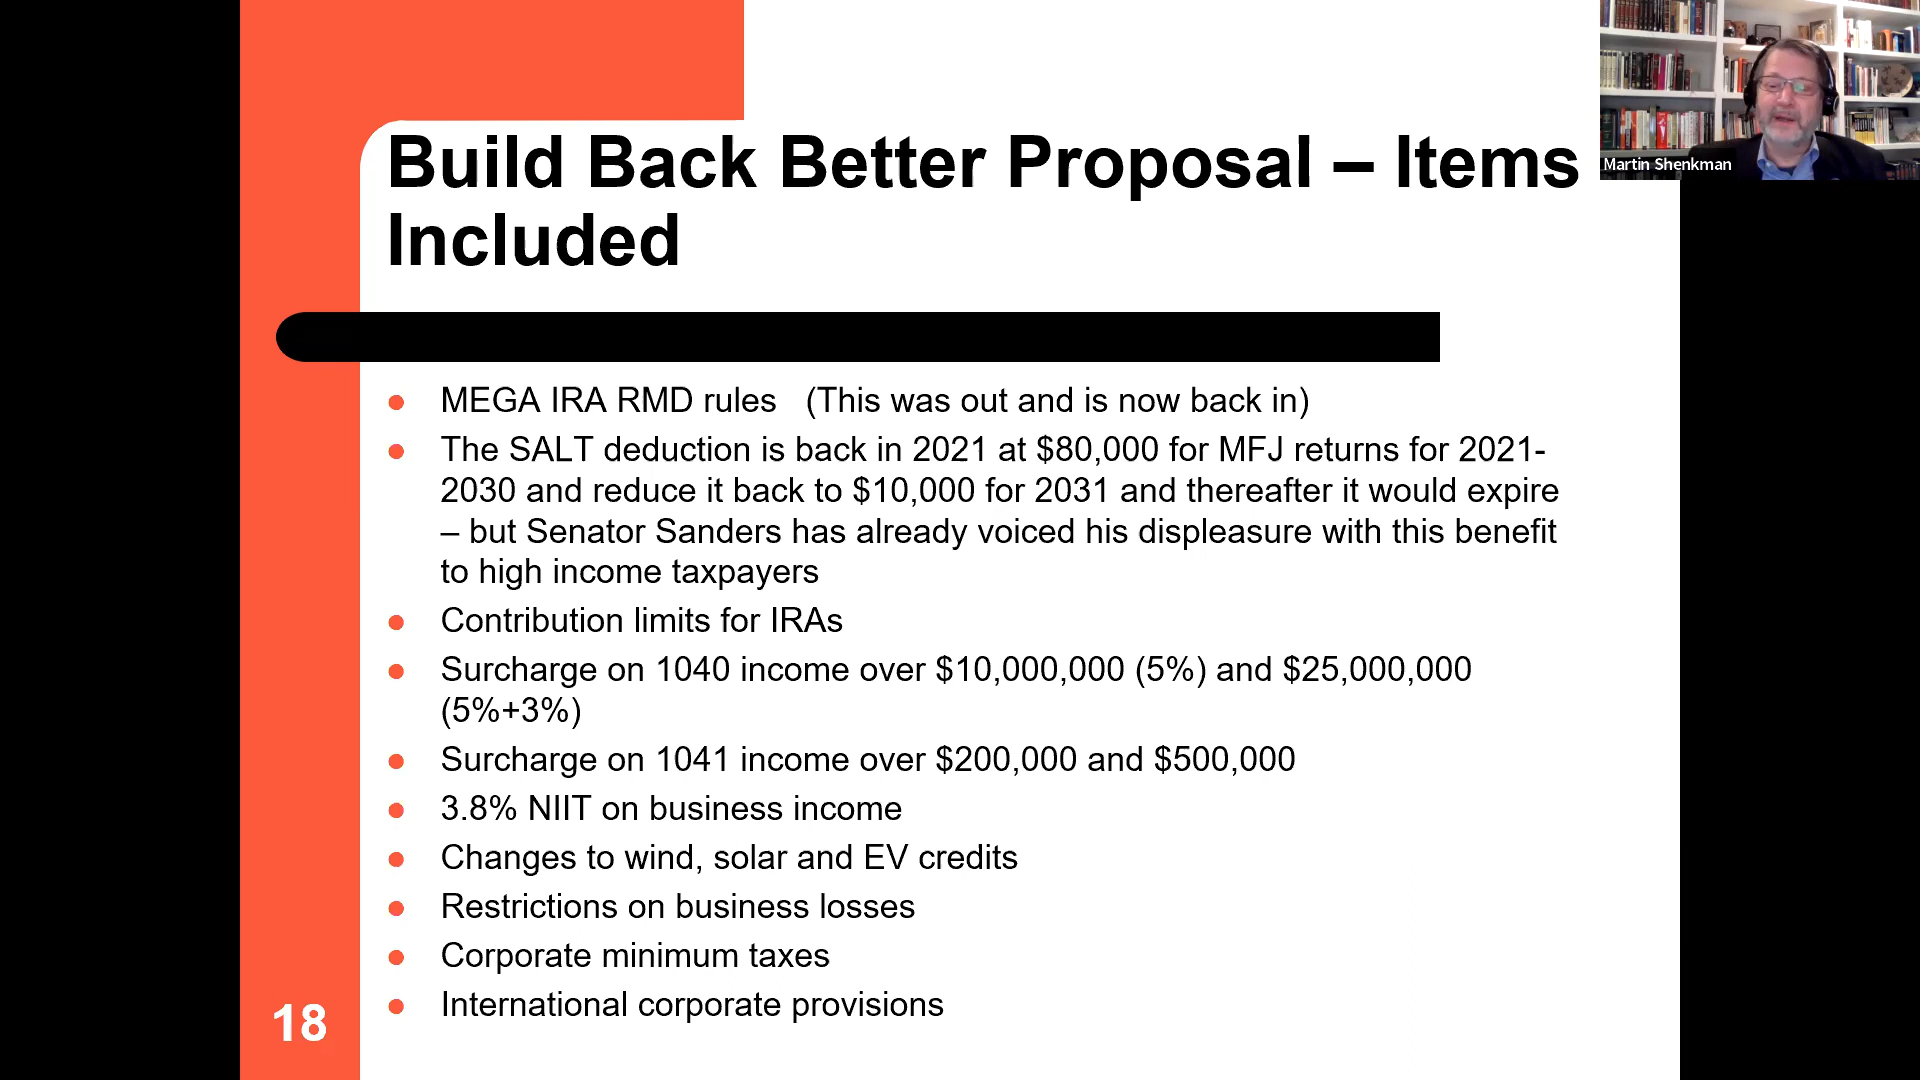 Build Back Better Proposal – Items
Included
Martin Shenkman
MEGA IRA RMD rules (This was out and is now back in)
The SALT deduction is back in 2021 at $80,000 for MFJ returns for 2021-
2030 and reduce it back to $10,000 for 2031 and thereafter it would expire
– but Senator Sanders has already voiced his displeasure with this benefit
to high income taxpayers
Contribution limits for IRAs
Surcharge on 1040 income over $10,000,000 (5%) and $25,000,000
(5%+3%)
Surcharge on 1041 income over $200,000 and $500,000
3.8% NIIT on business income
Changes to wind, solar and EV credits
Restrictions on business losses
Corporate minimum taxes
International corporate provisions
18